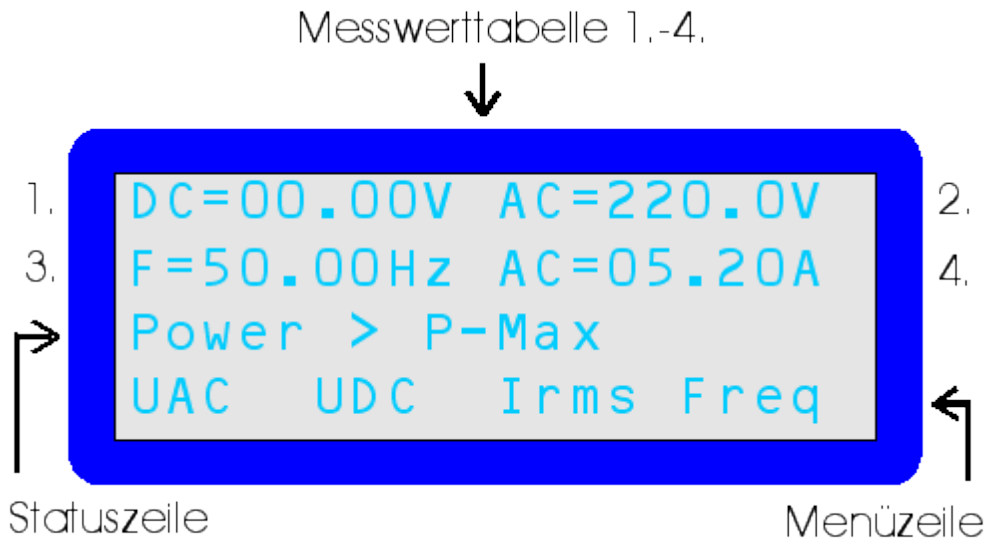 Messwerttabelle 1.-4.
1. DC=00.00V AC=220.0V 2.
3. F=50.00Hz AC=05.20A 4.
Power > P-Max
UAC UDC Irms Freq
Statuszeile Menüzeile